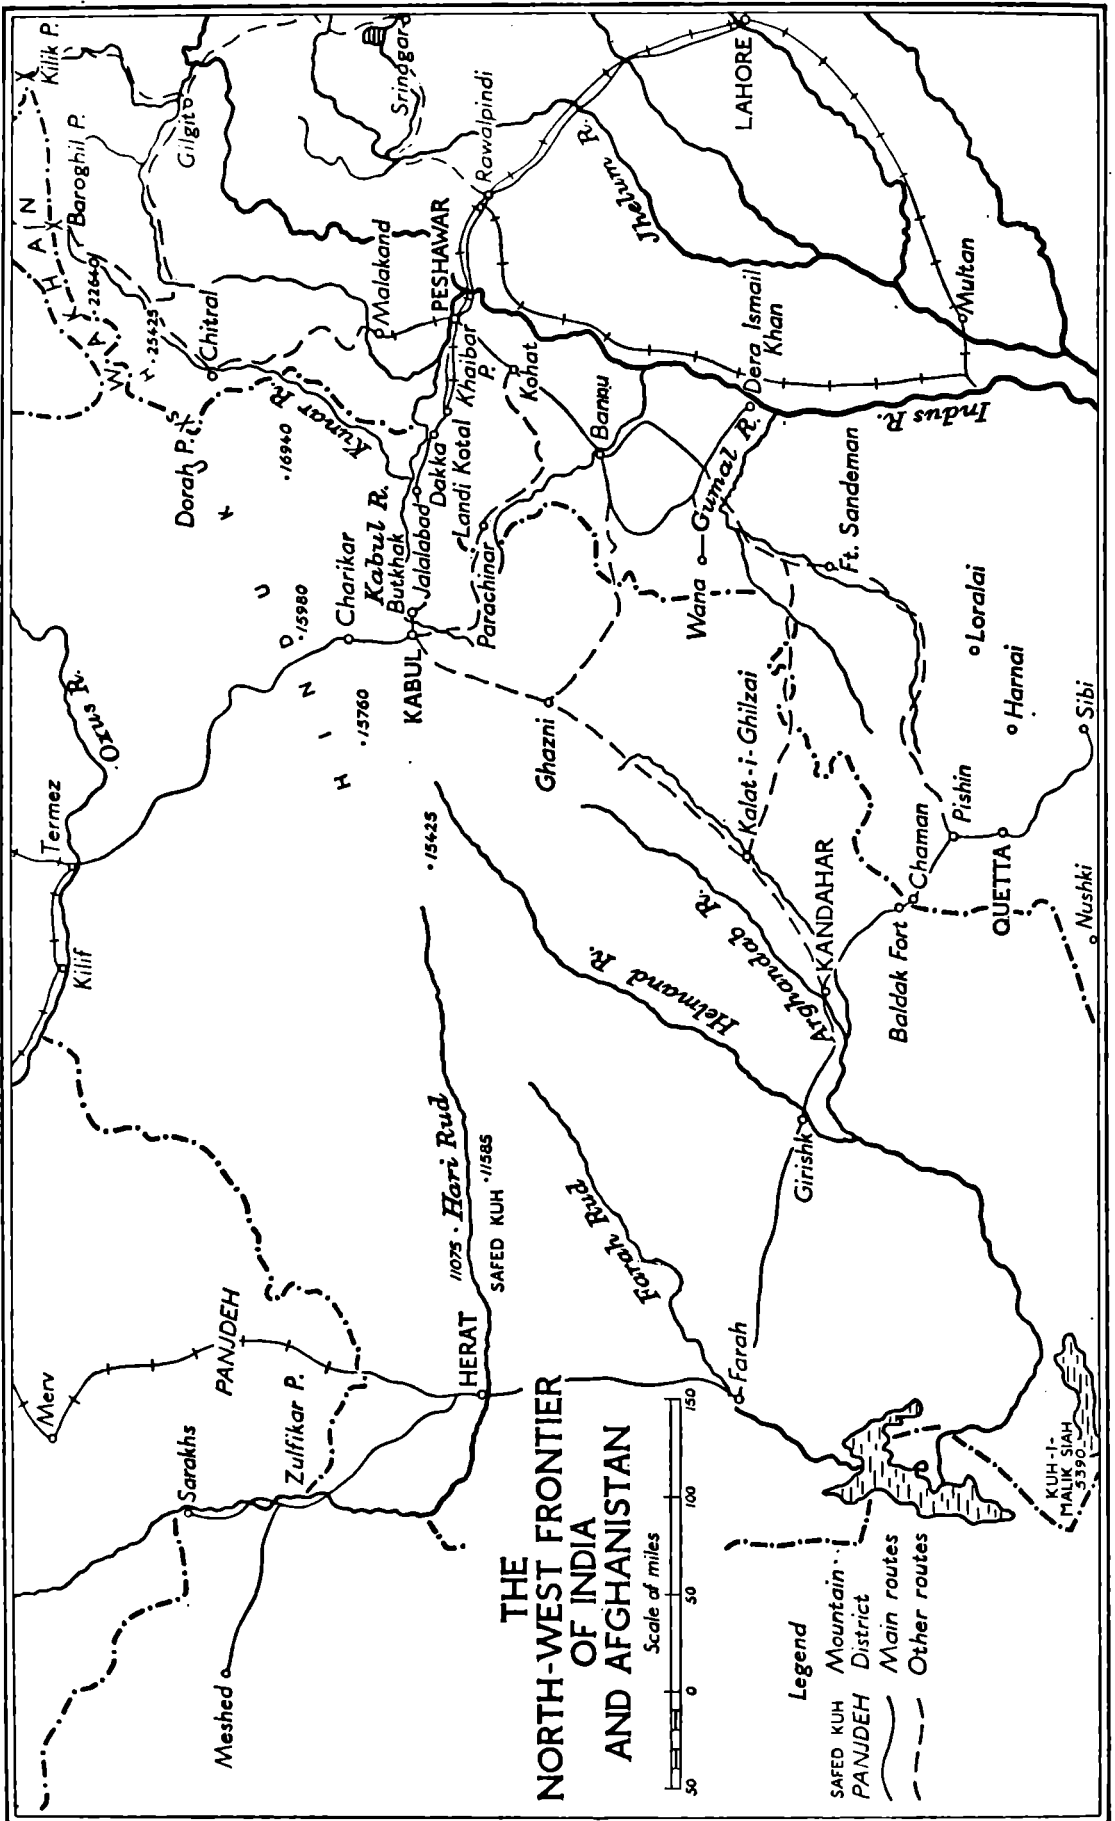 THE
NORTH-WEST FRONTIER
OF INDIA
AND AFGHANISTAN
Scale of miles
50 0 50 100 150
Legend
SAFED KUH Mountain
PANJDEH District
Main routes
Other routes
Merv
Sarakhs
Meshed
PANJDEH
Zulfikar P.
HERAT
11075
Hari Rud
SAFED KUH
11585
Farah Rud
Farah
KUH-I-
MALIK SIAH
5390
Kilif
Termez
Oxus R.
15425
HINDU KUSH
15760
15980
16940
25425
22640
WAKHAN
Kilik P.
Baroghil P.
Gilgit
Srinagar
Chitral
Dorah P.
Kunar R.
Malakand
PESHAWAR
Rawalpindi
Charikar
Kabul R.
Butkhak
KABUL
Jalalabad
Dakka
Landi Kotal
Khaibar
P.
Kohat
Parachinar
Bannu
Jhelum R.
LAHORE
Ghazni
Wana
Gumal R.
Dera Ismail
Khan
Multan
Indus R.
Ft. Sandeman
Helmand R.
Arghandab R.
Kalat-i-Ghilzai
KANDAHAR
Girishk
Baldak Fort
Chaman
Pishin
QUETTA
Loralai
Harnai
Sibi
Nushki